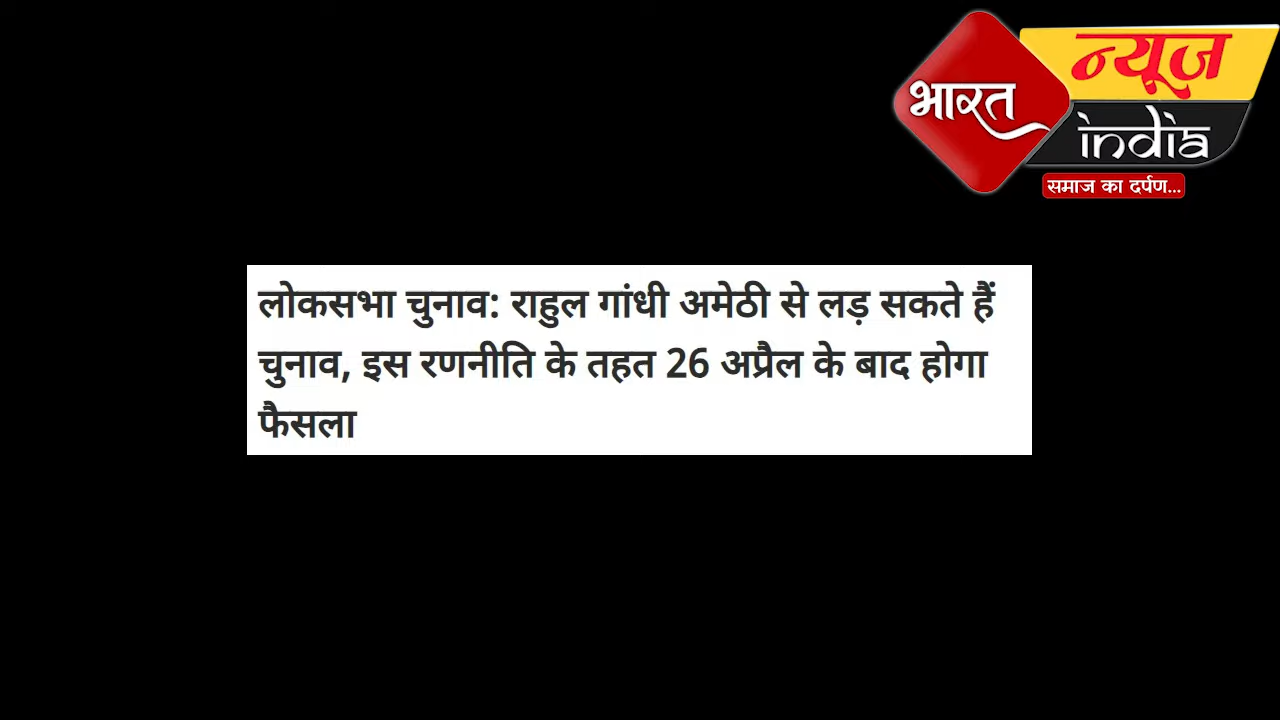 भारत
न्यूज़
india
समाज का दर्पण...
लोकसभा चुनाव: राहुल गांधी अमेठी से लड़ सकते हैं
चुनाव, इस रणनीति के तहत 26 अप्रैल के बाद होगा
फैसला